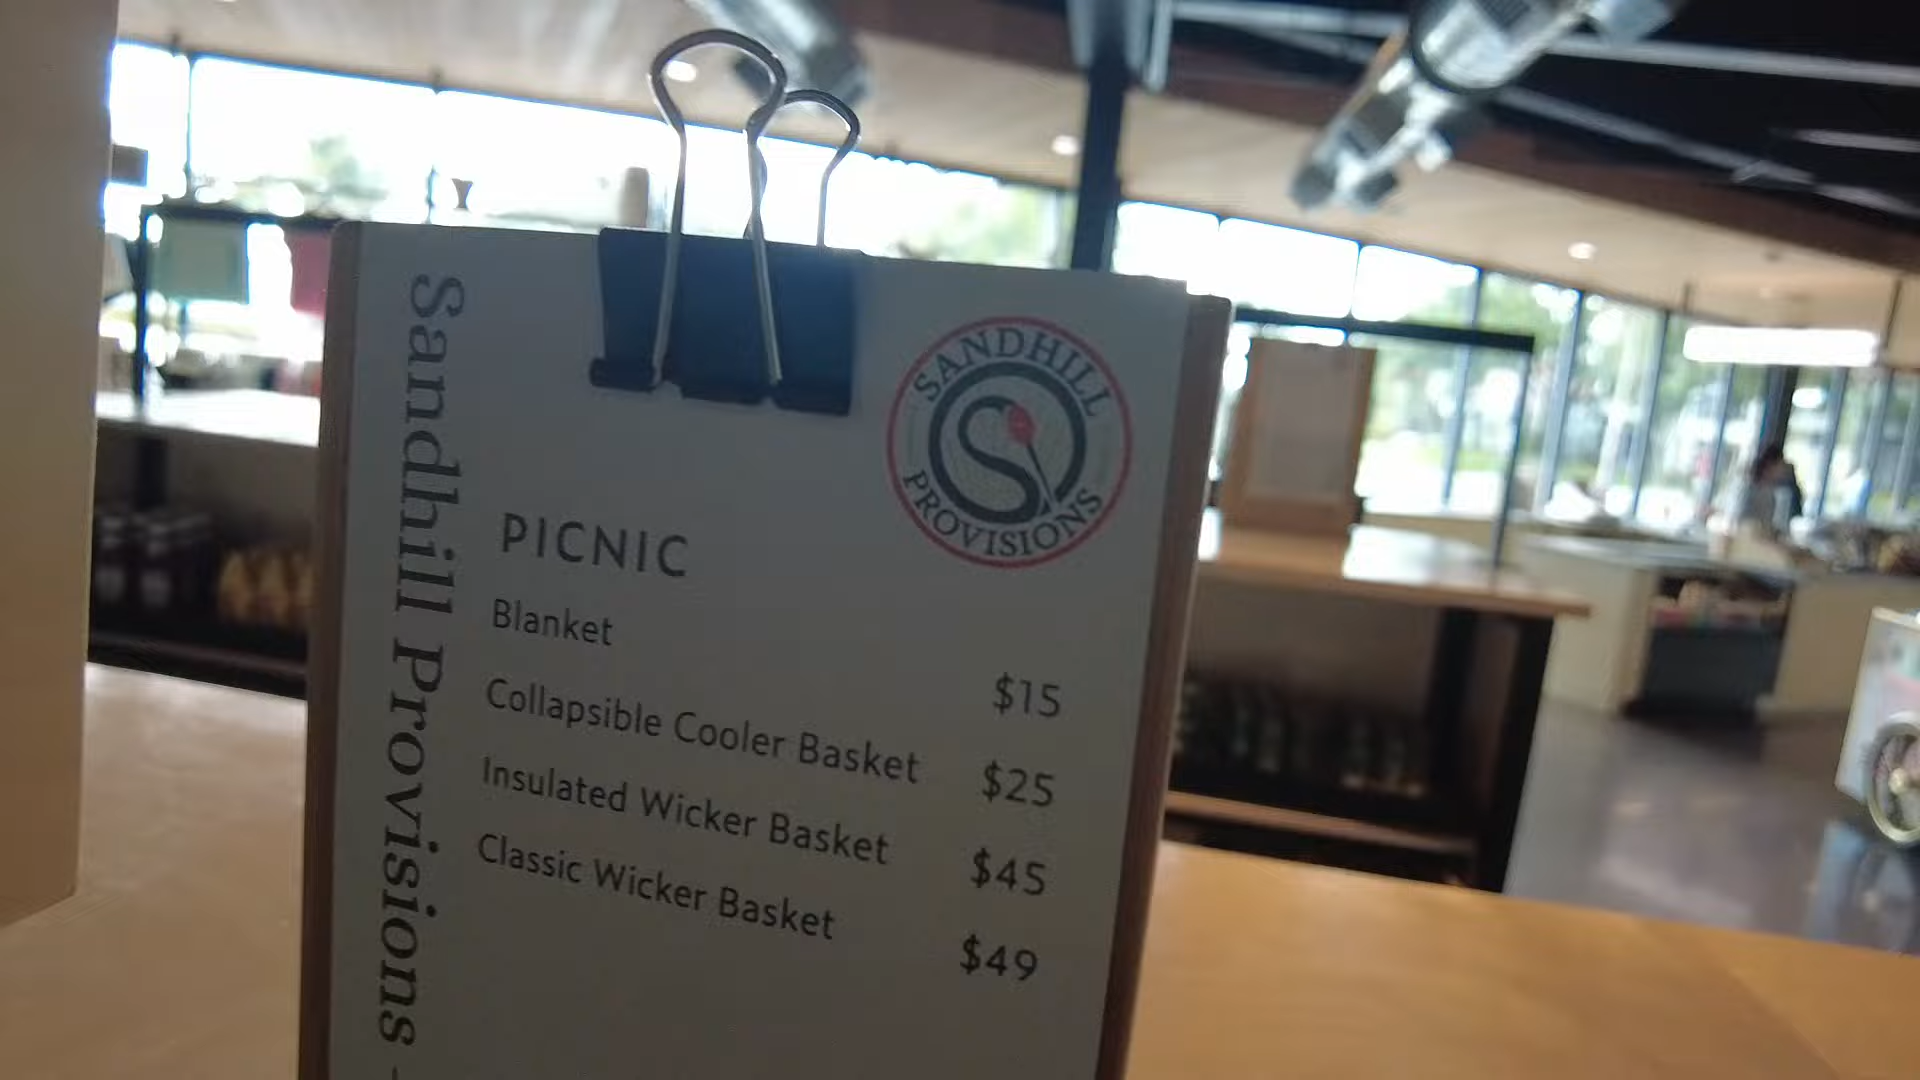 Sandhill Provisions -
SANDHILL
PROVISIONS
PICNIC
Blanket $15
Collapsible Cooler Basket $25
Insulated Wicker Basket $45
Classic Wicker Basket $49